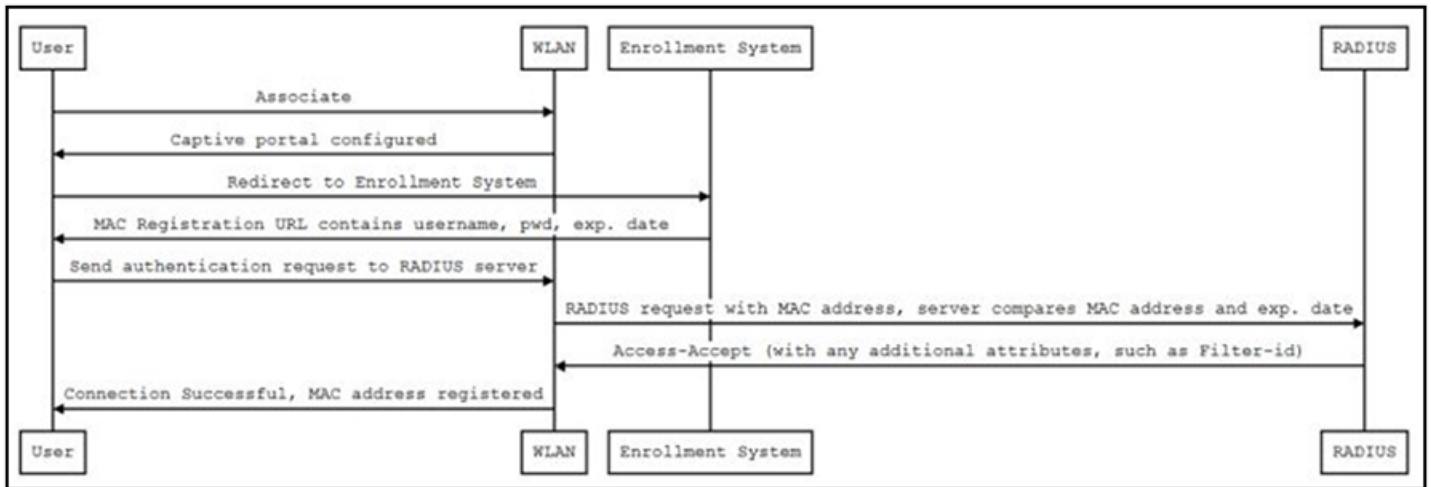 User WLAN Enrollment System RADIUS
Associate
Captive portal configured
Redirect to Enrollment System
MAC Registration URL contains username, pwd, exp. date
Send authentication request to RADIUS server
RADIUS request with MAC address, server compares MAC address and exp. date
Access-Accept (with any additional attributes, such as Filter-id)
Connection Successful, MAC address registered
User WLAN Enrollment System RADIUS